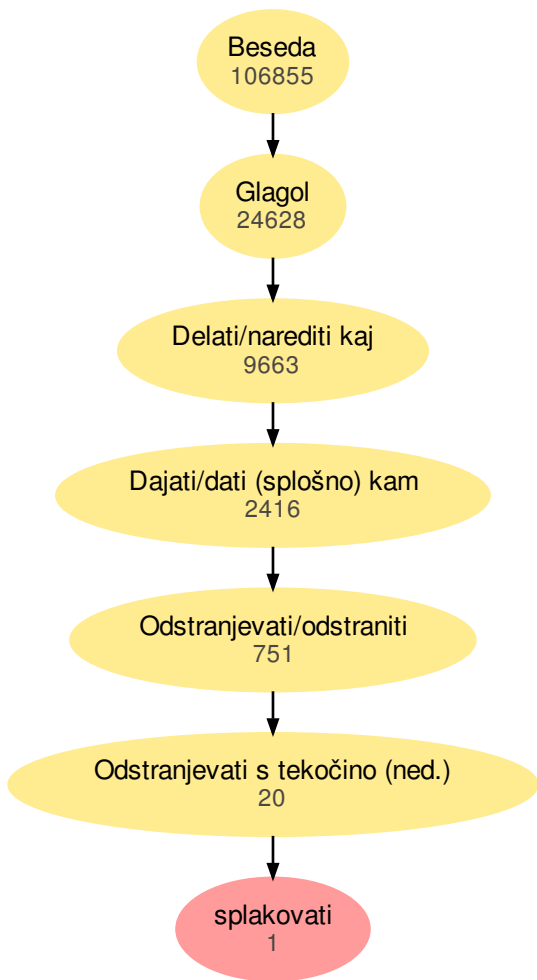 Beseda
106855
Glagol
24628
Delati/narediti kaj
9663
Dajati/dati (splošno) kam
2416
Odstranjevati/odstraniti
751
Odstranjevati s tekočino (ned.)
20
splakovati
1